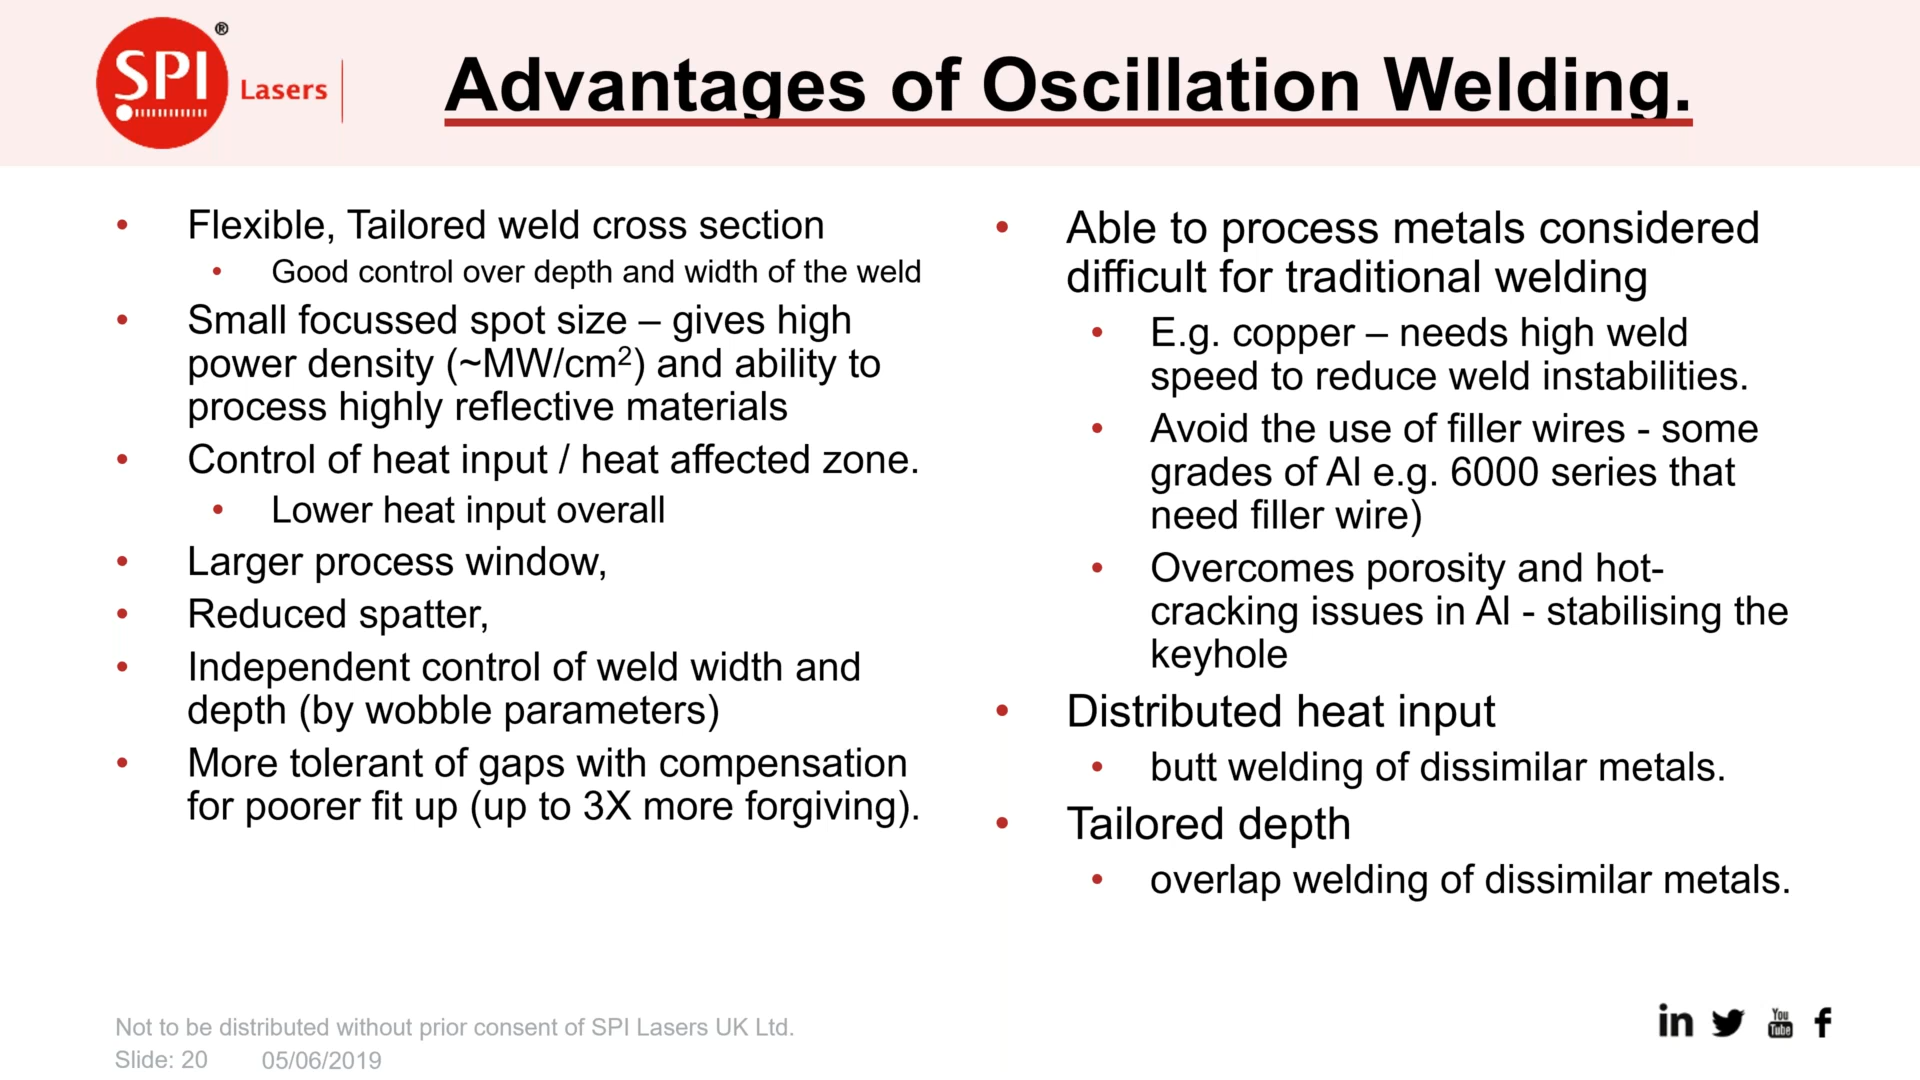 SPI ®
Lasers
Advantages of Oscillation Welding.
• Flexible, Tailored weld cross section
• Good control over depth and width of the weld
• Small focussed spot size – gives high
power density (~MW/cm²) and ability to
process highly reflective materials
• Control of heat input / heat affected zone.
• Lower heat input overall
• Larger process window,
• Reduced spatter,
• Independent control of weld width and
depth (by wobble parameters)
• More tolerant of gaps with compensation
for poorer fit up (up to 3X more forgiving).
• Able to process metals considered
difficult for traditional welding
• E.g. copper – needs high weld
speed to reduce weld instabilities.
• Avoid the use of filler wires - some
grades of Al e.g. 6000 series that
need filler wire)
• Overcomes porosity and hot-
cracking issues in Al - stabilising the
keyhole
• Distributed heat input
• butt welding of dissimilar metals.
• Tailored depth
• overlap welding of dissimilar metals.
Not to be distributed without prior consent of SPI Lasers UK Ltd.
Slide: 20 05/06/2019
in
You
Tube
f